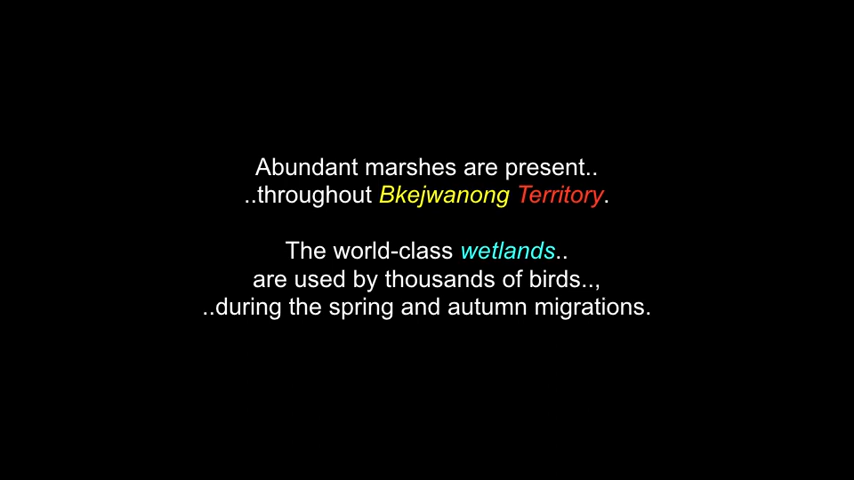 Abundant marshes are present..
..throughout Bkejwanong Territory.
The world-class wetlands..
are used by thousands of birds..,
..during the spring and autumn migrations.